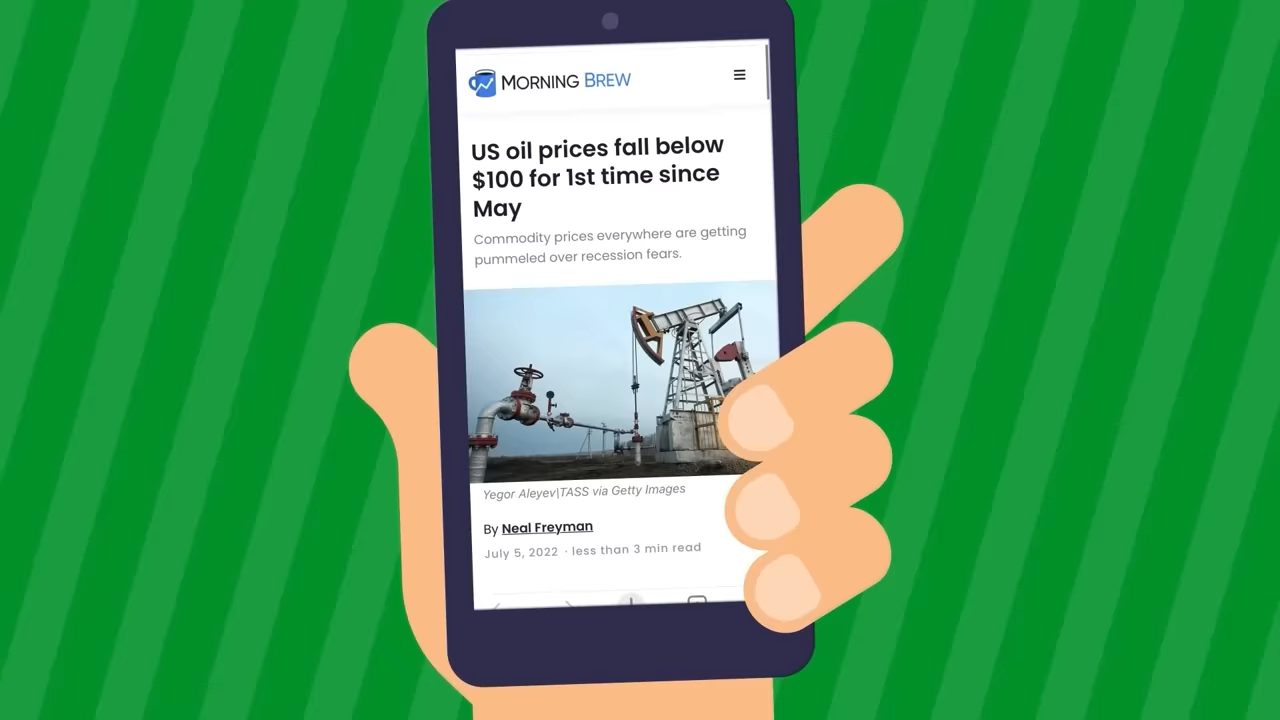 MORNING BREW
US oil prices fall below
$100 for 1st time since
May
Commodity prices everywhere are getting
pummeled over recession fears.
Yegor Aleyev|TASS via Getty Images
By Neal Freyman
July 5, 2022 · less than 3 min read